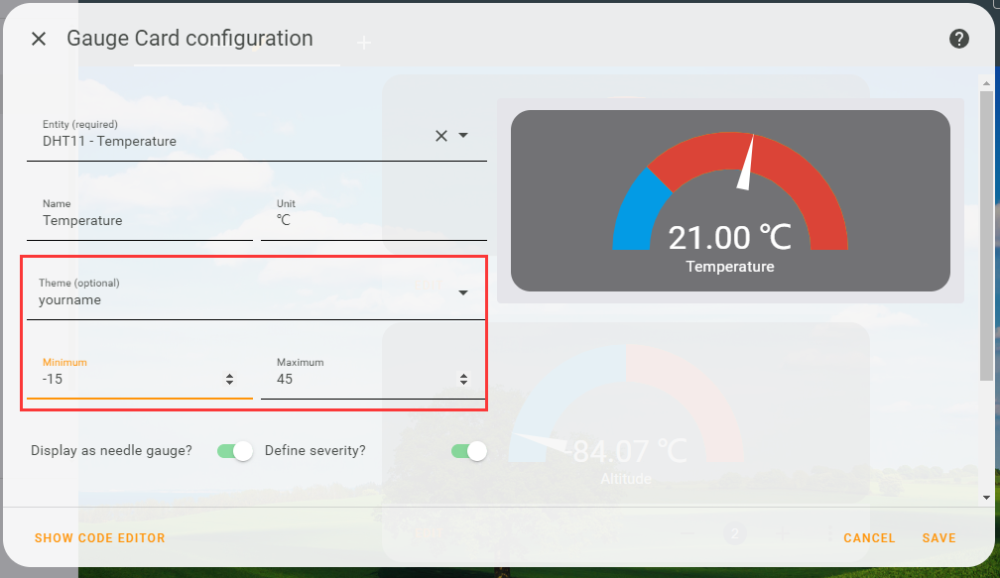 Gauge Card configuration
Entity (required)
DHT11 - Temperature
Name
Temperature
Unit
℃
Theme (optional)
yourname
Minimum
-15
Maximum
45
Display as needle gauge?
Define severity?
21.00 ℃
Temperature
-84.07 ℃
Altitude
2
SHOW CODE EDITOR
CANCEL
SAVE